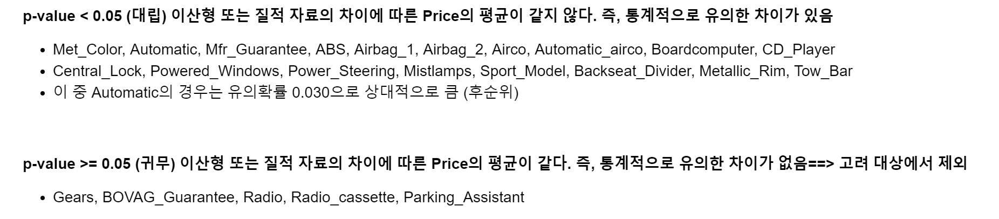 p-value < 0.05 (대립) 이산형 또는 질적 자료의 차이에 따른 Price의 평균이 같지 않다. 즉, 통계적으로 유의한 차이가 있음
• Met_Color, Automatic, Mfr_Guarantee, ABS, Airbag_1, Airbag_2, Airco, Automatic_airco, Boardcomputer, CD_Player
• Central_Lock, Powered_Windows, Power_Steering, Mistlamps, Sport_Model, Backseat_Divider, Metallic_Rim, Tow_Bar
• 이 중 Automatic의 경우는 유의확률 0.030으로 상대적으로 큼 (후순위)
p-value >= 0.05 (귀무) 이산형 또는 질적 자료의 차이에 따른 Price의 평균이 같다. 즉, 통계적으로 유의한 차이가 없음==> 고려 대상에서 제외
• Gears, BOVAG_Guarantee, Radio, Radio_cassette, Parking_Assistant